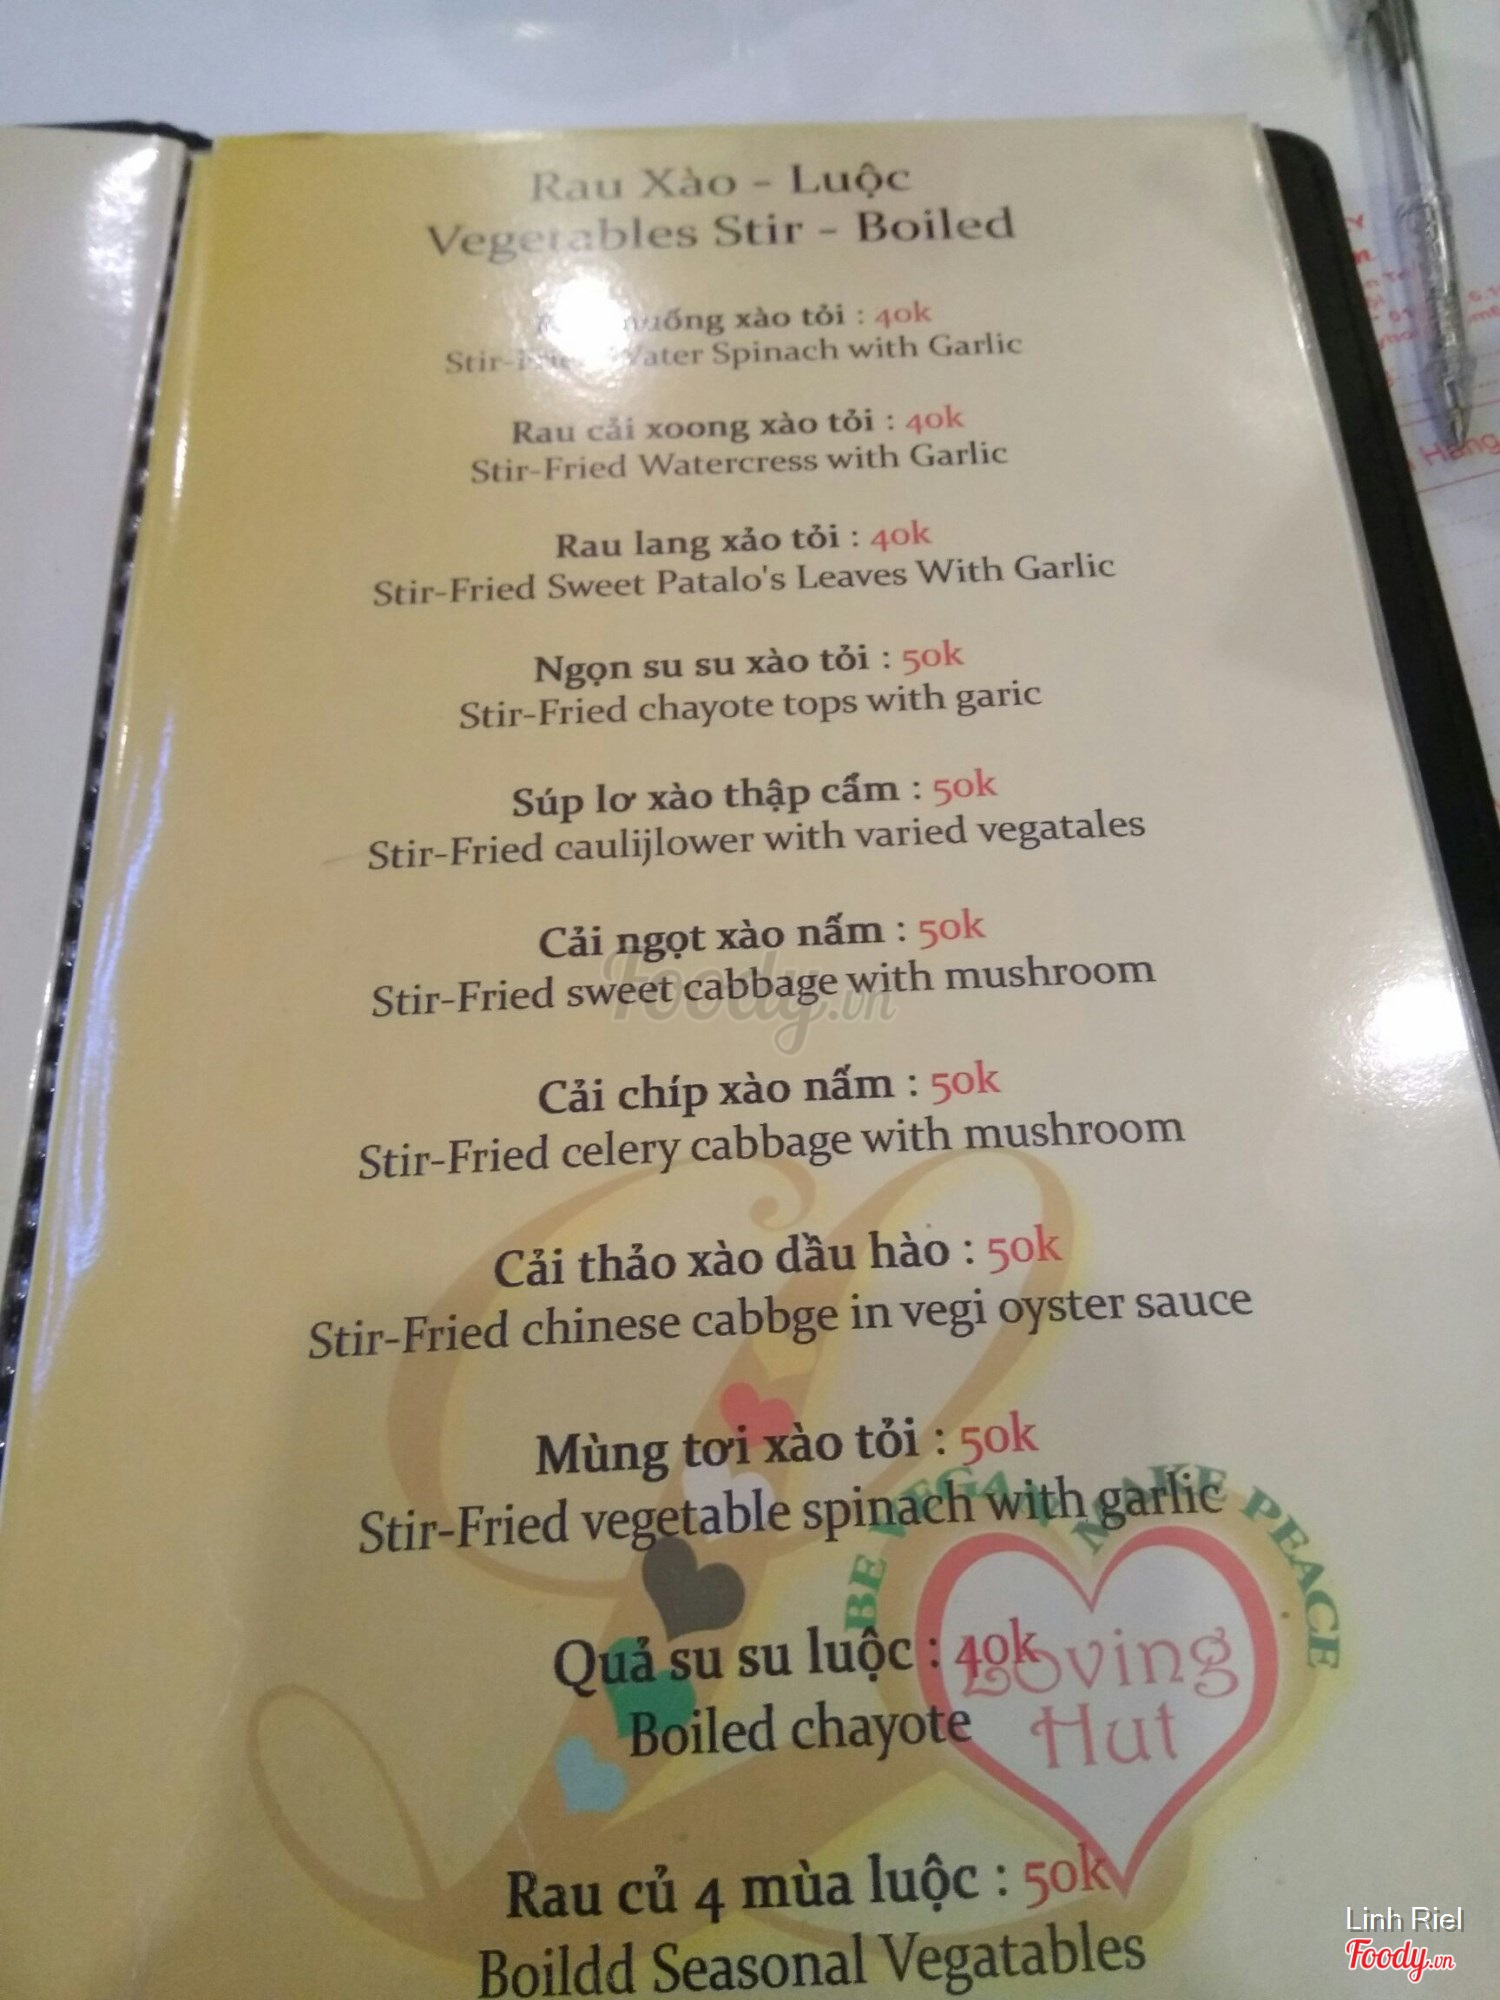 Rau Xào - Luộc
Vegetables Stir - Boiled
xào tỏi : 40k
Stir-Fried Water Spinach with Garlic
Rau cải xoong xào tỏi : 40k
Stir-Fried Watercress with Garlic
Rau lang xảo tỏi : 40k
Stir-Fried Sweet Patalo's Leaves With Garlic
Ngọn su su xào tỏi : 50k
Stir-Fried chayote tops with garic
Súp lơ xào thập cẩm : 50k
Stir-Fried caulijlower with varied vegatales
Cải ngọt xào nấm : 50k
Stir-Fried sweet cabbage with mushroom
Foody.vn
Cải chíp xào nấm : 50k
Stir-Fried celery cabbage with mushroom
Cải thảo xào dầu hào : 50k
Stir-Fried chinese cabbge in vegi oyster sauce
Mùng tơi xào tỏi : 50k
Stir-Fried vegetable spinach with garlic
BE VEGAN MAKE PEACE
Quả su su luộc : 40k
Loving
Hut
Boiled chayote
Rau củ 4 mùa luộc : 50k
Boildd Seasonal Vegatables
Linh Riel
Foody.vn